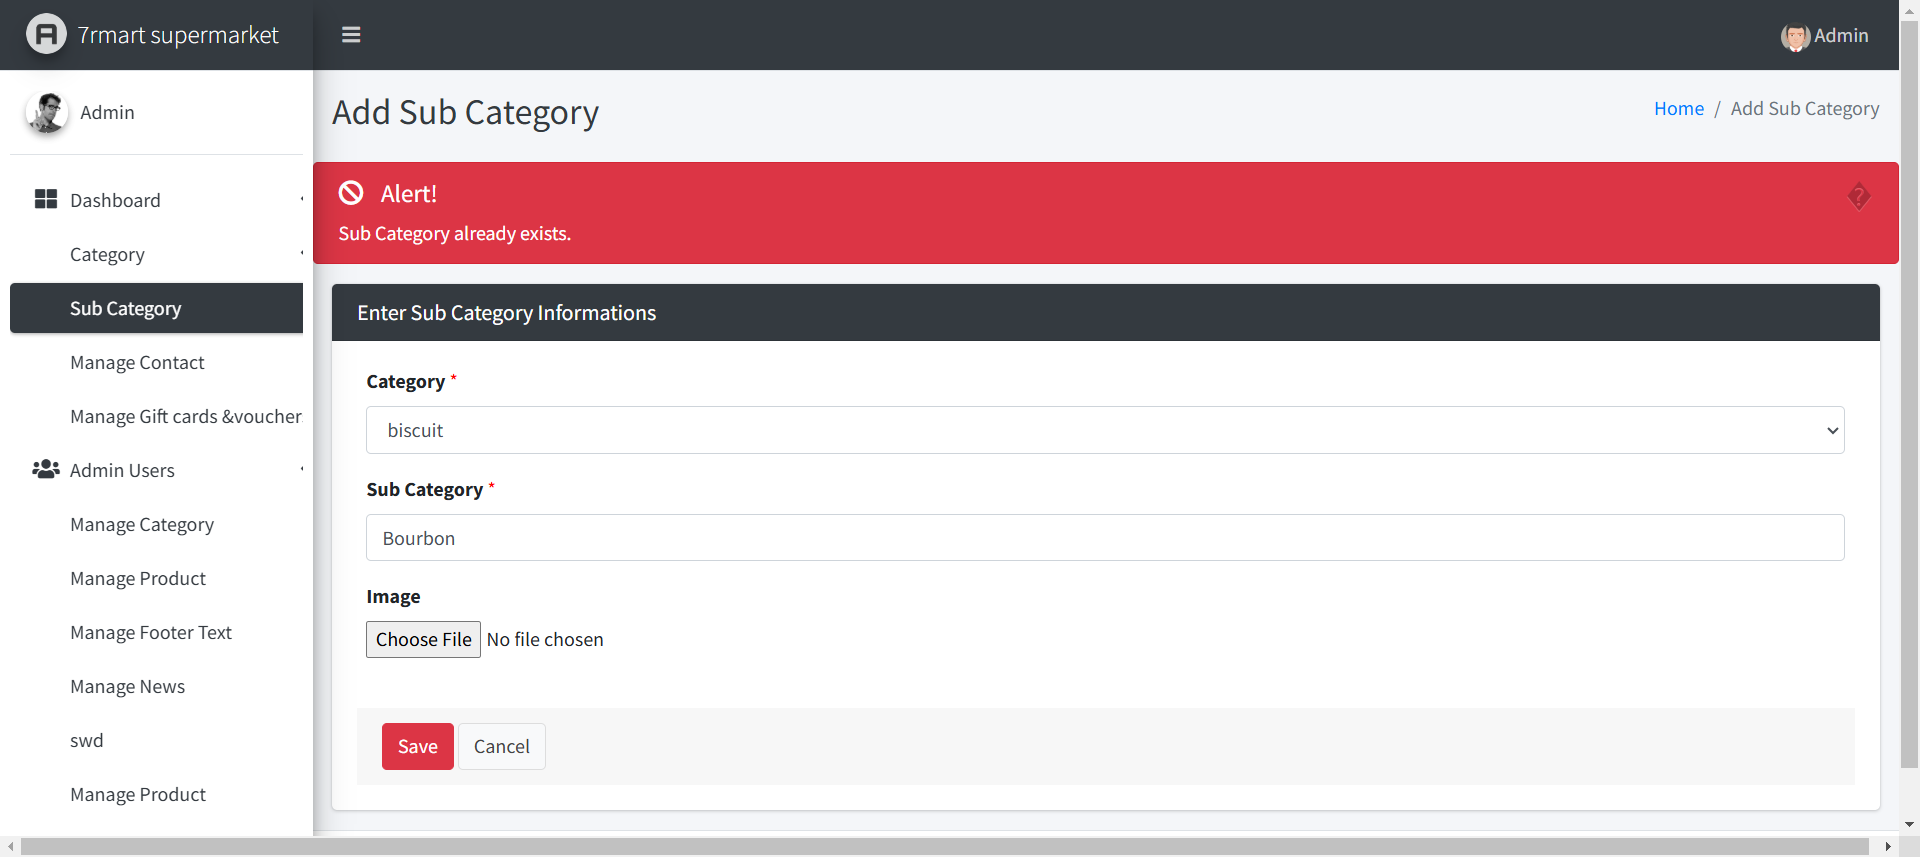 7rmart supermarket
Admin
Admin
Add Sub Category
Home / Add Sub Category
Alert!
Sub Category already exists.
Dashboard
Category
Sub Category
Manage Contact
Manage Gift cards &voucher
Admin Users
Manage Category
Manage Product
Manage Footer Text
Manage News
swd
Manage Product
Enter Sub Category Informations
Category *
biscuit
Sub Category *
Bourbon
Image
Choose File No file chosen
Save Cancel